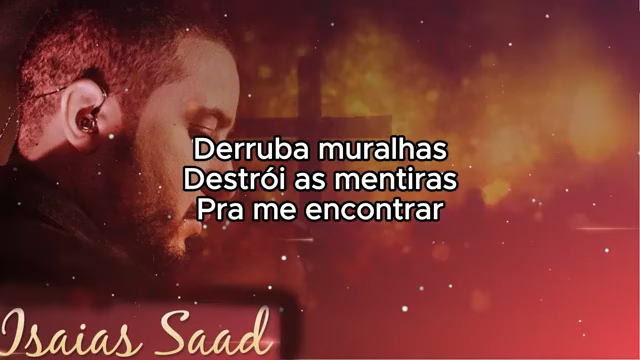 Derruba muralhas
Destrói as mentiras
Pra me encontrar
Isaias Saad